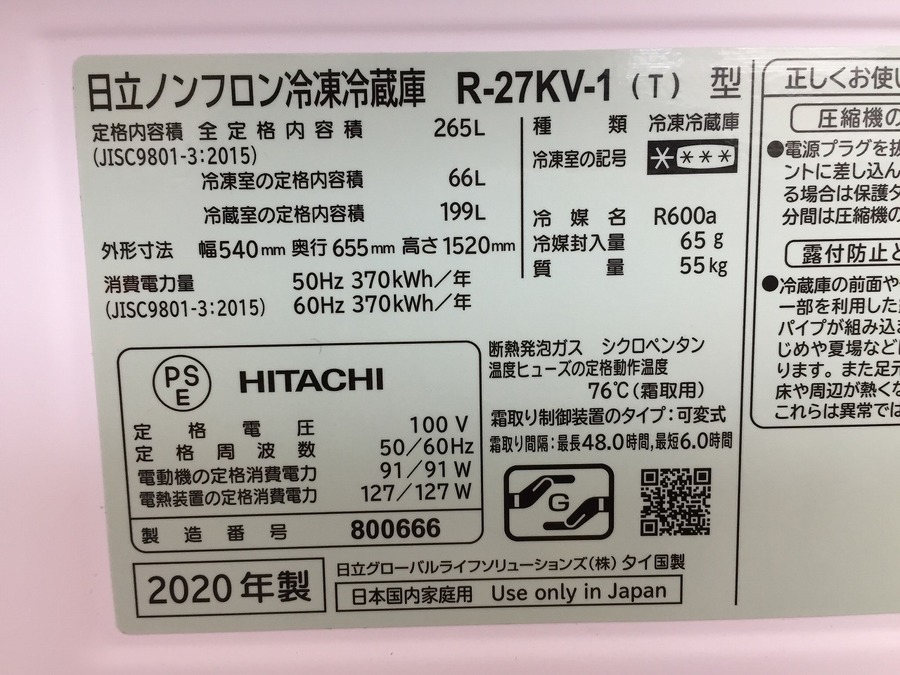 日立ノンフロン冷凍冷蔵庫 R-27KV-1 (T) 型
定格内容積 全定格内容積 265L
(JISC9801-3:2015)
冷凍室の定格内容積 66L
冷蔵室の定格内容積 199L
外形寸法 幅540mm 奥行655mm 高さ1520mm
消費電力量 50Hz 370kWh/年
(JISC9801-3:2015) 60Hz 370kWh/年
種類 冷凍冷蔵庫
冷凍室の記号
冷媒名 R600a
冷媒封入量 65g
質量 55kg
PS
E
HITACHI
定格電圧 100V
定格周波数 50/60Hz
電動機の定格消費電力 91/91W
電熱装置の定格消費電力 127/127W
製造番号 800666
断熱発泡ガス シクロペンタン
温度ヒューズの定格動作温度
76℃(霜取用)
霜取り制御装置のタイプ:可変式
霜取り間隔:最長48.0時間,最短6.0時間
G
2020年製
日立グローバルライフソリューションズ(株) タイ国製
日本国内家庭用 Use only in Japan
正しくお使い
圧縮機の
●電源プラグを抜
ントに差し込ん
る場合は保護
分間は圧縮機の
露付防止と
●冷蔵庫の前面や
一部を利用した
パイプが組み込ま
じめや夏場など
ります。また足元
床や周辺が熱くな
これらは異常では